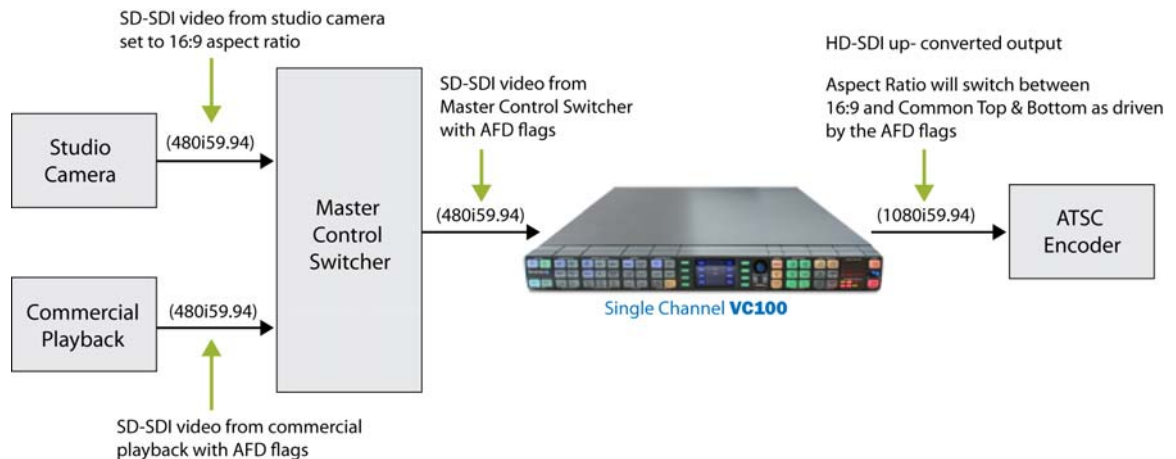 SD-SDI video from studio camera
set to 16:9 aspect ratio
HD-SDI up- converted output
Aspect Ratio will switch between
16:9 and Common Top & Bottom as driven
by the AFD flags
SD-SDI video from
Master Control Switcher
with AFD flags
Studio
Camera
(480i59.94)
Master
Control
Switcher
(480i59.94)
(1080i59.94)
ATSC
Encoder
Single Channel VC100
Commercial
Playback
(480i59.94)
SD-SDI video from commercial
playback with AFD flags